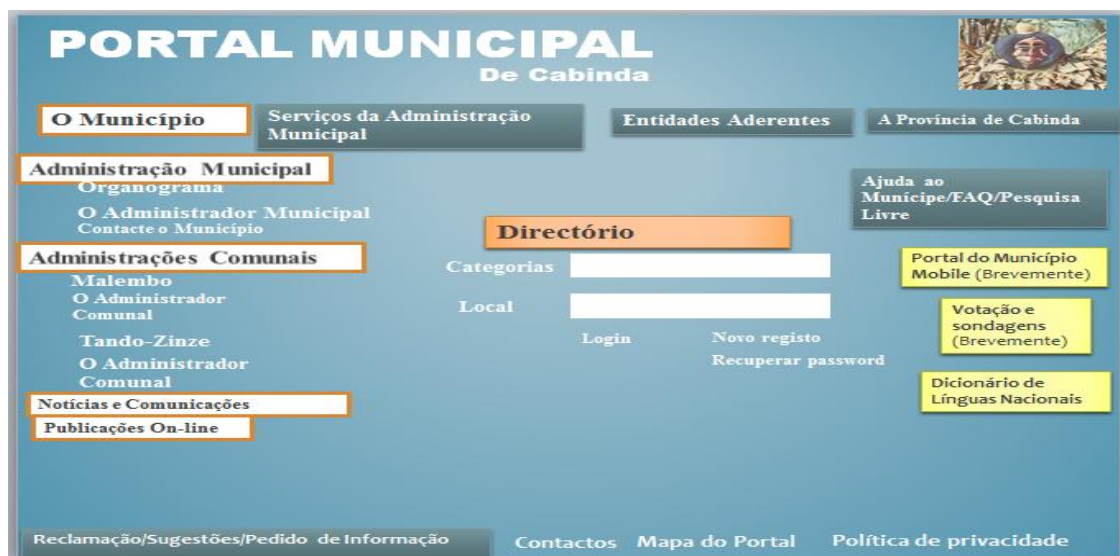 PORTAL MUNICIPAL
De Cabinda
O Município
Serviços da Administração
Municipal
Entidades Aderentes
A Província de Cabinda
Administração Municipal
Organograma
O Administrador Municipal
Contacte o Município
Administrações Comunais
Malembo
O Administrador
Comunal
Tando-Zinze
O Administrador
Comunal
Notícias e Comunicações
Publicações On-line
Directório
Categorias
Local
Login
Novo registo
Recuperar password
Ajuda ao
Munícipe/FAQ/Pesquisa
Livre
Portal do Município
Mobile (Brevemente)
Votação e
sondagens
(Brevemente)
Dicionário de
Línguas Nacionais
Reclamação/Sugestões/Pedido de Informação
Contactos
Mapa do Portal
Política de privacidade